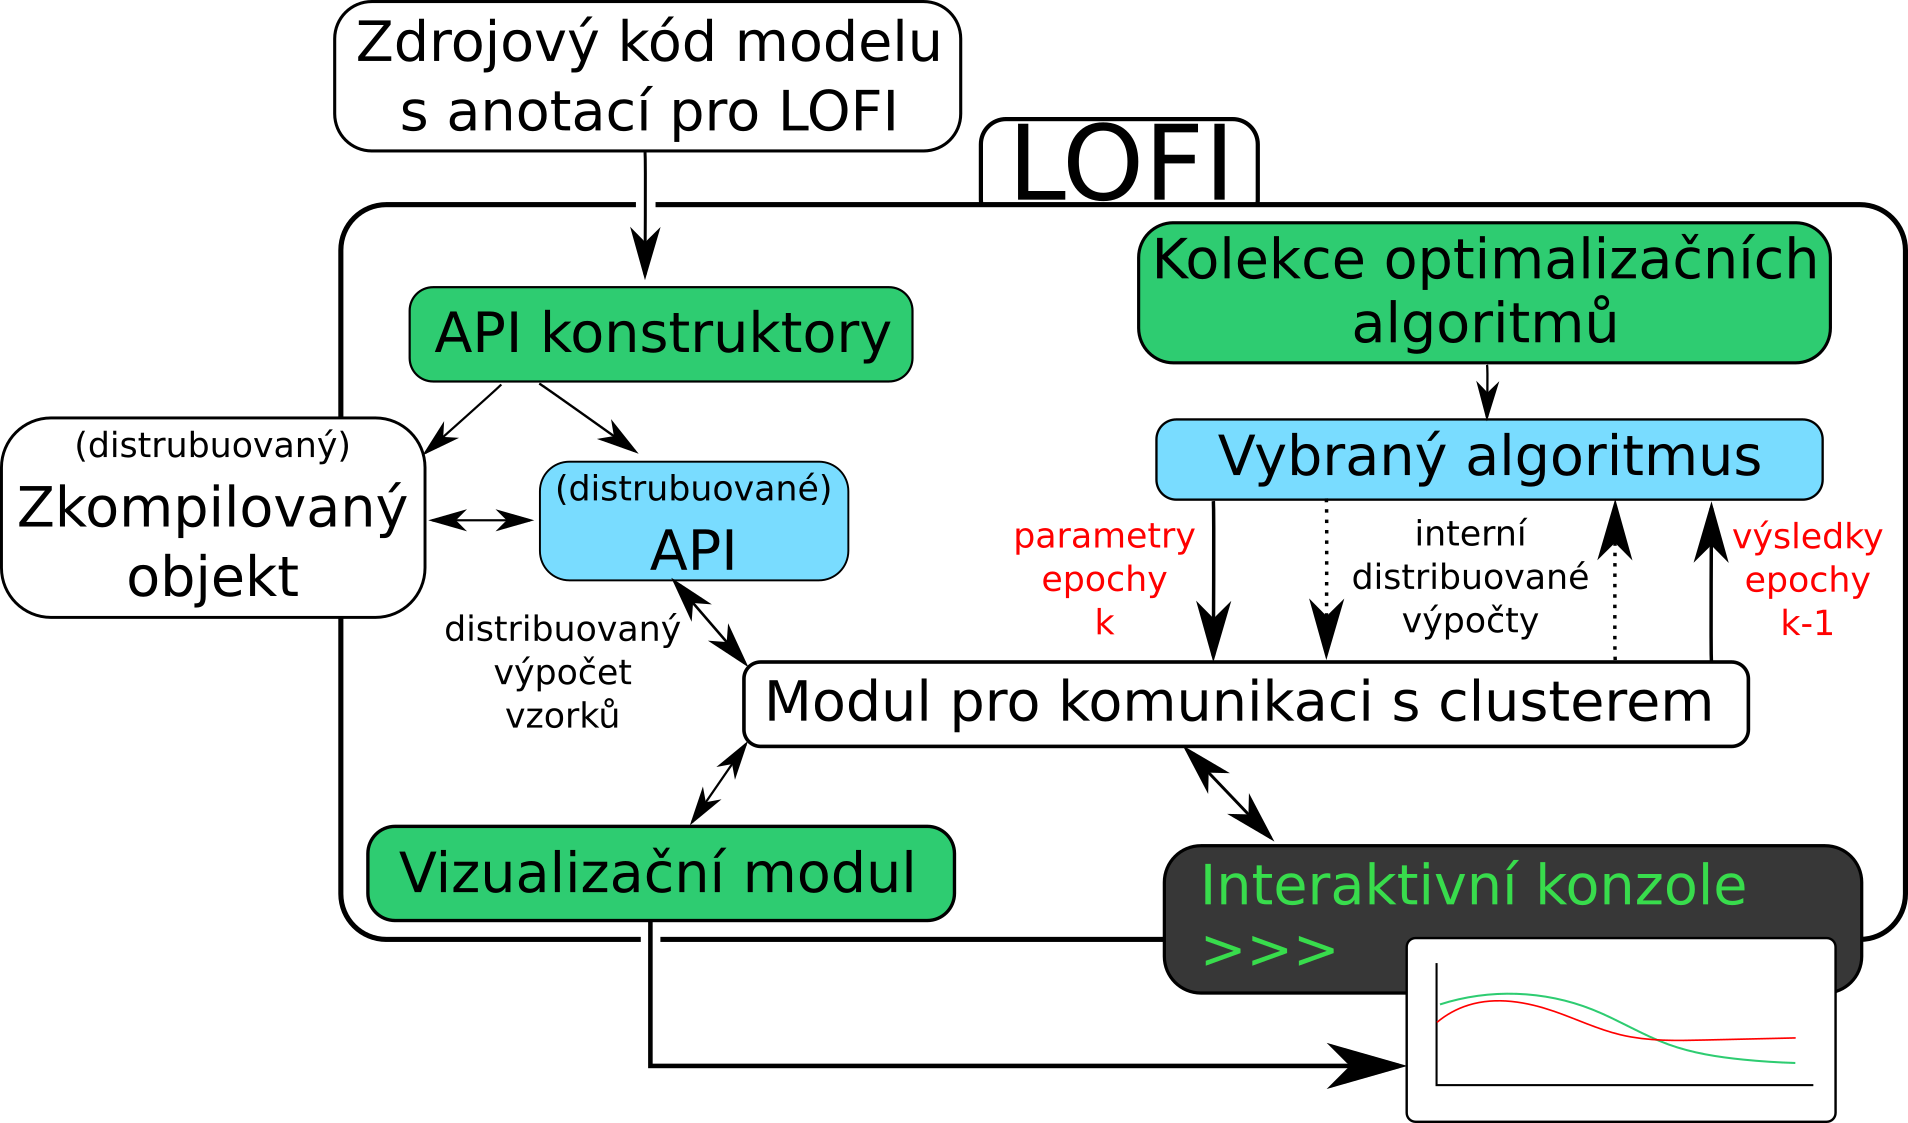 Zdrojový kód modelu
s anotací pro LOFI
LOFI
Kolekce optimalizačních
algoritmů
API konstruktory
Vybraný algoritmus
(distrubuovaný)
Zkompilovaný
objekt
(distrubuované)
API
parametry
epochy
k
interní
distribuované
výpočty
výsledky
epochy
k-1
distribuovaný
výpočet
vzorků
Modul pro komunikaci s clusterem
Vizualizační modul
Interaktivní konzole
>>>